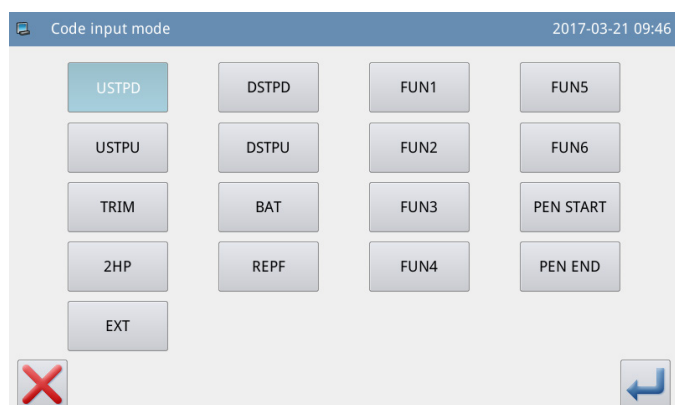 Code input mode 2017-03-21 09:46
USTPD DSTPD FUN1 FUN5
USTPU DSTPU FUN2 FUN6
TRIM BAT FUN3 PEN START
2HP REPF FUN4 PEN END
EXT